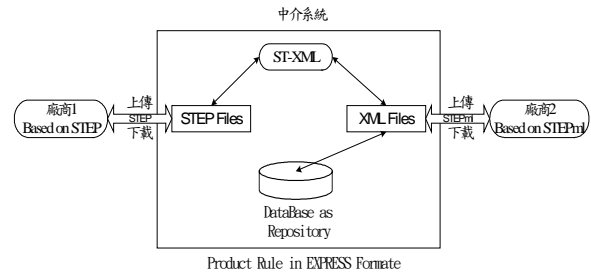 中介系統
ST-XML
廠商1
Based on STEP
上傳
STEP
下載
STEP Files
XML Files
上傳
STEPml
下載
廠商2
Based on STEPml
DataBase as
Repository
Product Rule in EXPRESS Formate